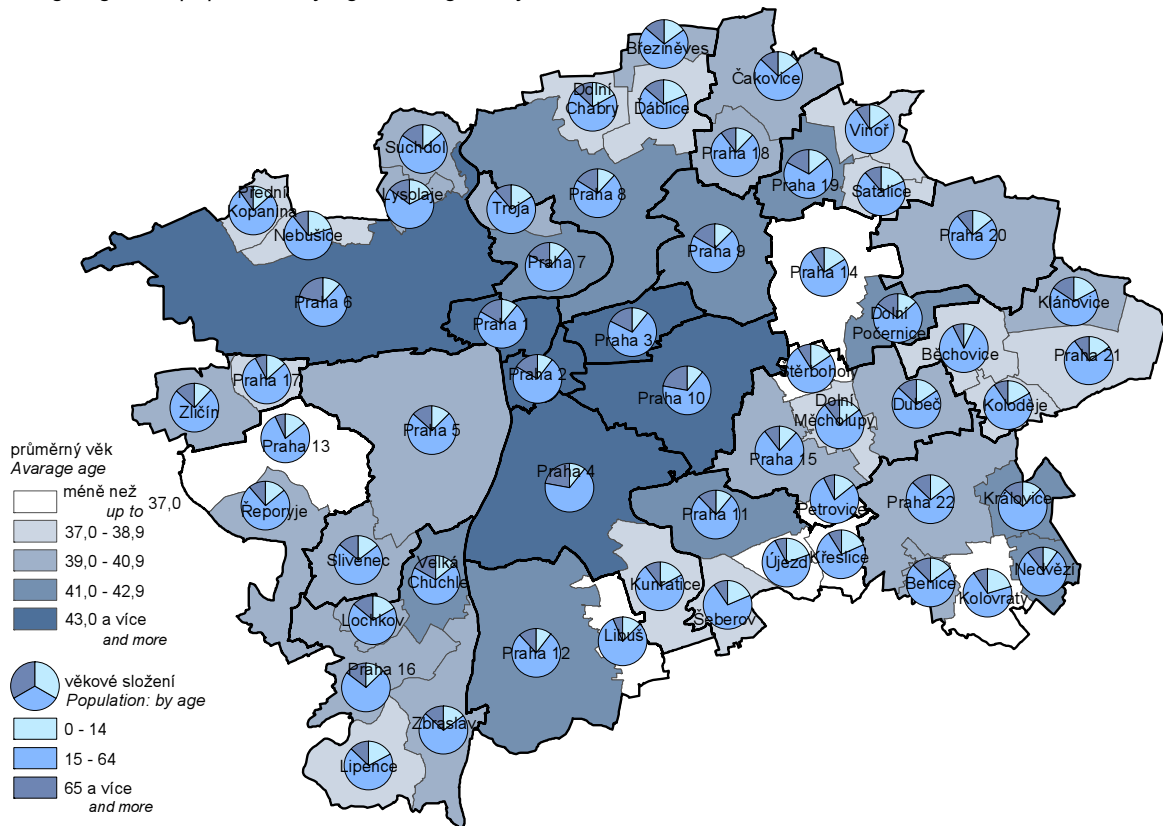 Březiněves
Čakovice
Dolní
Chabry
Ďáblice
Vinoř
Suchdol
Praha 18
Praha 19
Přední
Kopanina
Lysplaje
Troja
Praha 8
Satalice
Nebušice
Praha 20
Praha 7
Praha 9
Praha 14
Praha 6
Klánovice
Praha 1
Praha 3
Dolní
Počernice
Běchovice
Praha 21
Praha 17
Praha 2
Štěrboholy
Zličín
Praha 10
Dolní
Měcholupy
Dubeč
Koloděje
Praha 5
Praha 13
Praha 15
Praha 4
Řeporyje
Petrovice
Praha 22
Královice
Praha 11
Slivenec
Velká
Chuchle
Újezd
Křeslice
Kunratice
Benice
Nedvězí
Kolovraty
Lochkov
Šeberov
Libuš
Praha 12
Praha 16
Zbraslav
Lipence
průměrný věk
Avarage age
méně než
up to 37,0
37,0 - 38,9
39,0 - 40,9
41,0 - 42,9
43,0 a více
and more
věkové složení
Population: by age
0 - 14
15 - 64
65 a více
and more